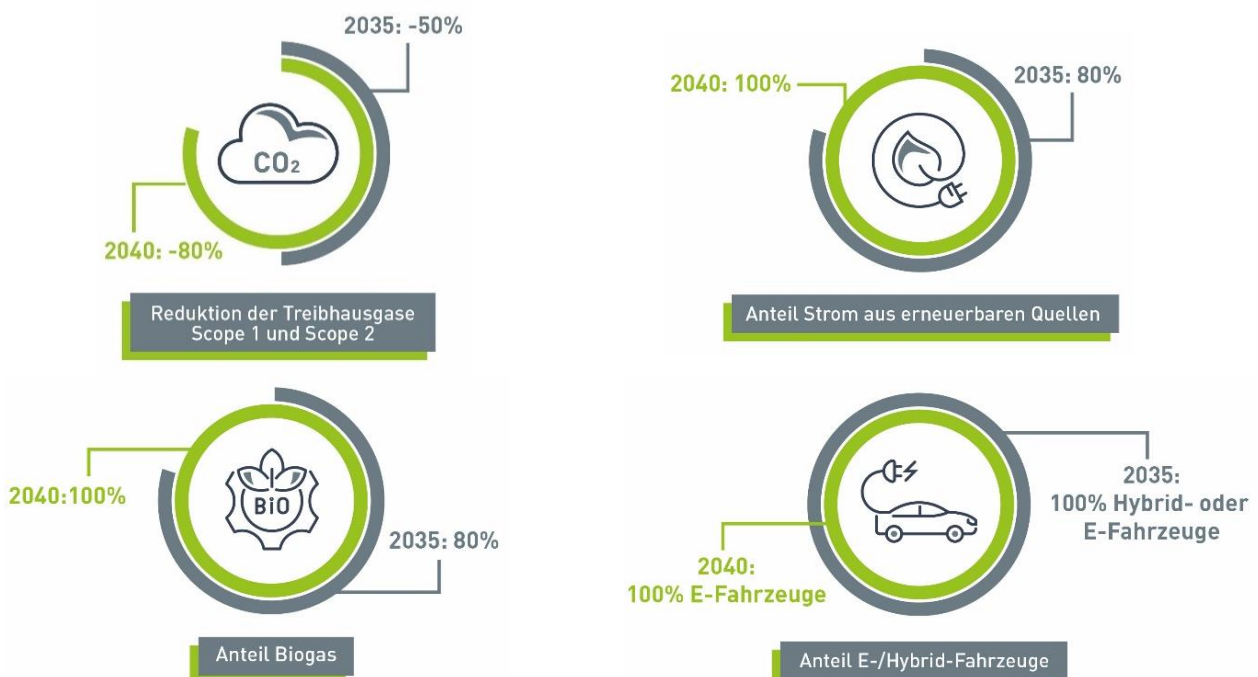 2035: -50%
CO₂
2040: -80%
Reduktion der Treibhausgase
Scope 1 und Scope 2
2040: 100%
2035: 80%
Anteil Strom aus erneuerbaren Quellen
2040:100%
BiO
2035: 80%
Anteil Biogas
2035:
100% Hybrid- oder
E-Fahrzeuge
2040:
100% E-Fahrzeuge
Anteil E-/Hybrid-Fahrzeuge